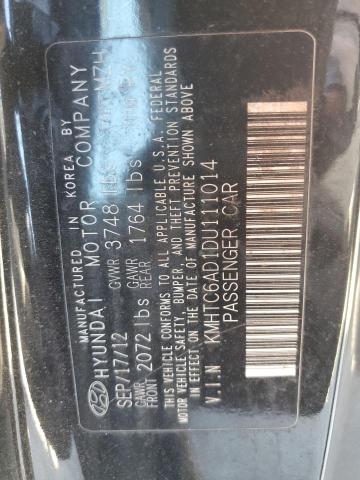 MANUFACTURED IN KOREA BY
HYUNDAI MOTOR COMPANY
SEP/17/12 GVWR 3748 lbs
GAWR FRONT 2072 lbs GAWR REAR 1764 lbs
THIS VEHICLE CONFORMS TO ALL APPLICABLE U.S.A. FEDERAL
MOTOR VEHICLE SAFETY, BUMPER, AND THEFT PREVENTION STANDARDS
IN EFFECT ON THE DATE OF MANUFACTURE SHOWN ABOVE
V.I.N KMHTC6AD1DU111014
PASSENGER CAR